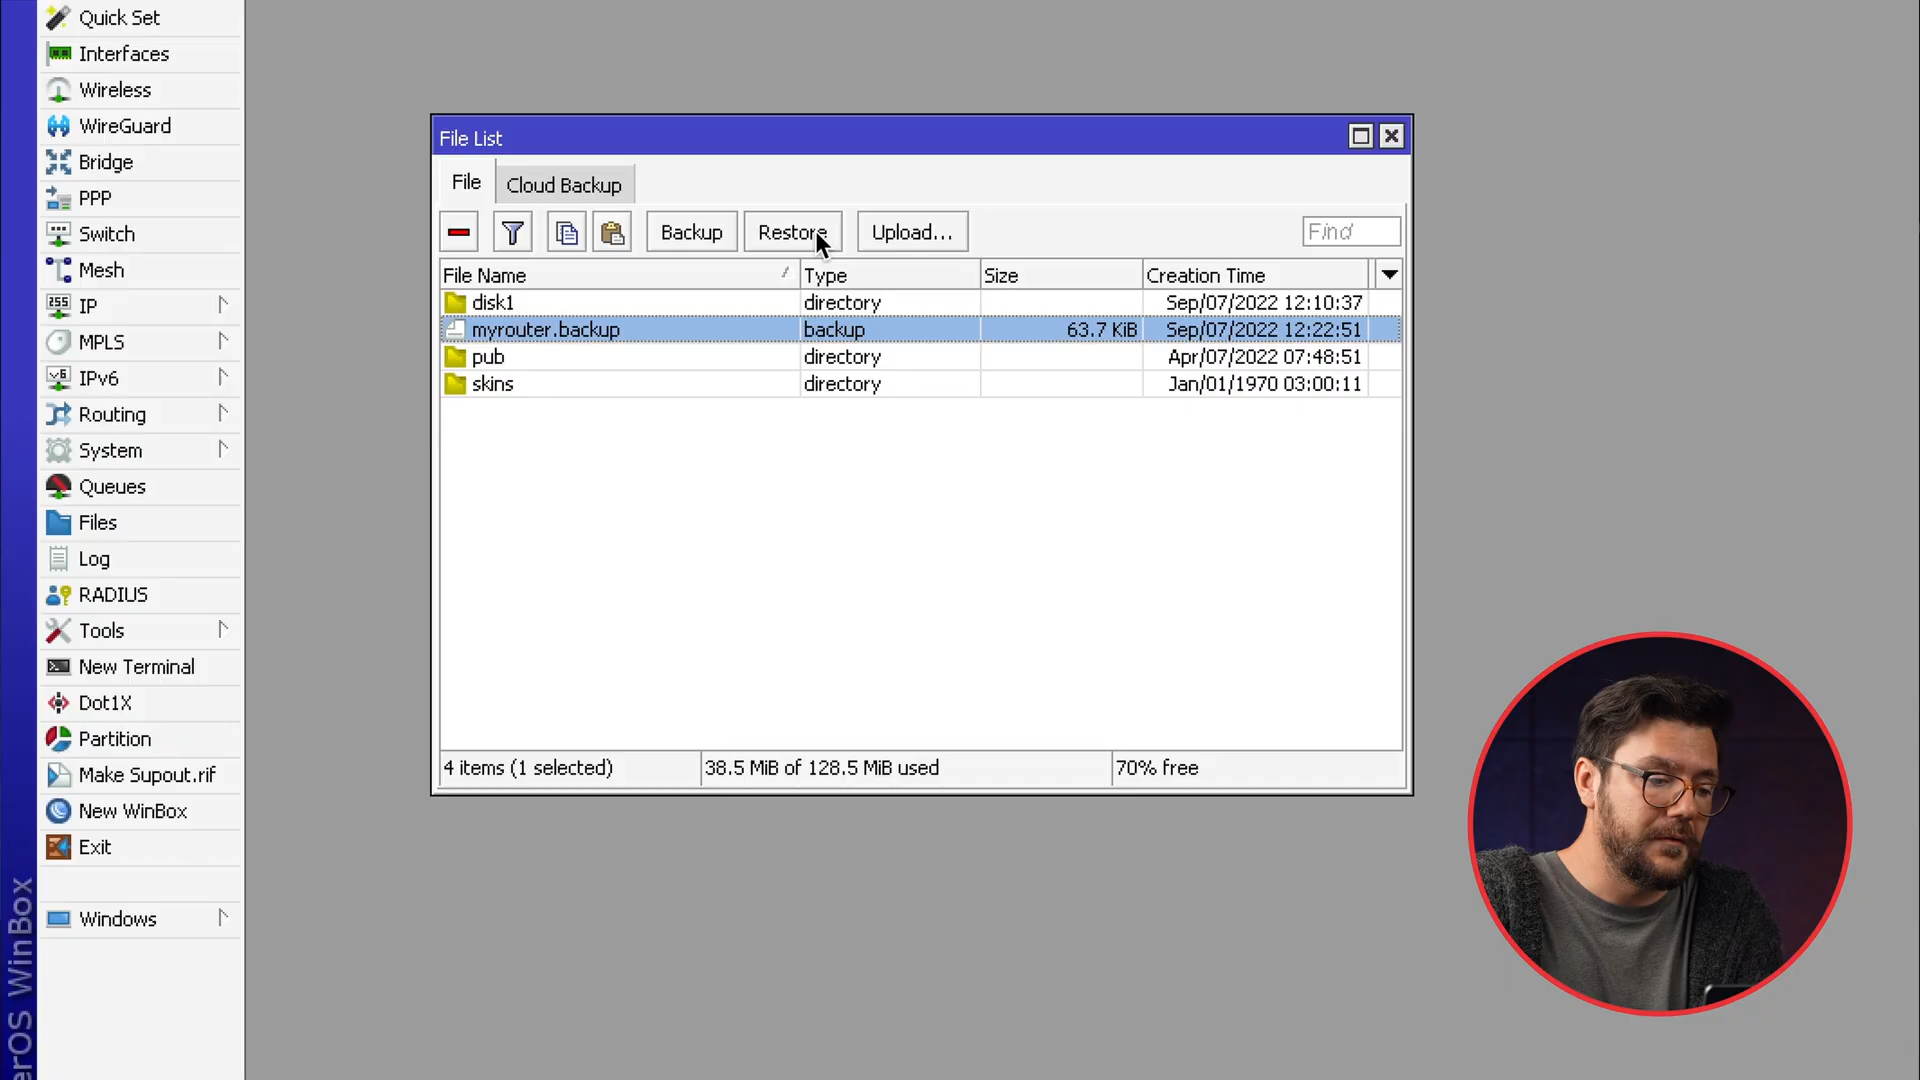 Quick Set
Interfaces
Wireless
WireGuard
Bridge
PPP
Switch
Mesh
IP
MPLS
IPv6
Routing
System
Queues
Files
Log
RADIUS
Tools
New Terminal
Dot1X
Partition
Make Supout.rif
New WinBox
Exit
Windows
erOS WinBox
File List
File Cloud Backup
Backup Restore Upload... Find
File Name Type Size Creation Time
disk1 directory Sep/07/2022 12:10:37
myrouter.backup backup 63.7 KiB Sep/07/2022 12:22:51
pub directory Apr/07/2022 07:48:51
skins directory Jan/01/1970 03:00:11
4 items (1 selected) 38.5 MiB of 128.5 MiB used 70% free